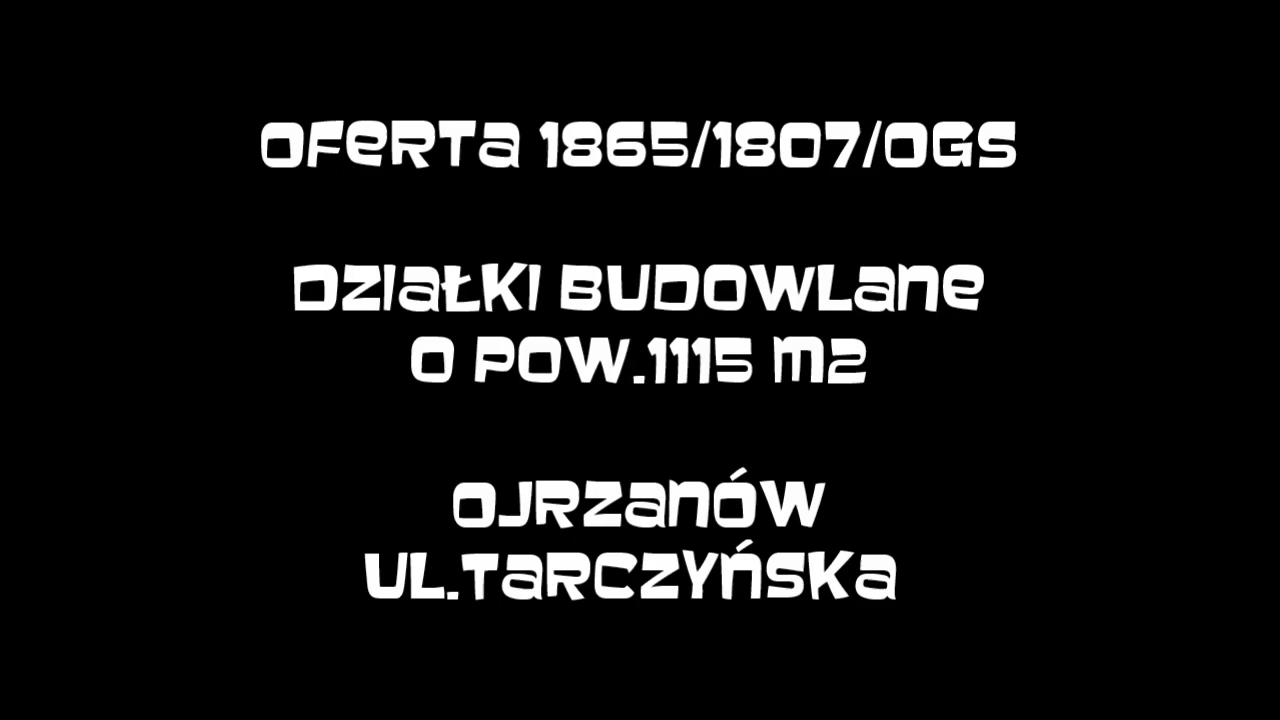 OFERTA 1865/1807/OGS
DZIAŁKI BUDOWLANE
O POW.1115 M2
OJRZANÓW
UL.TARCZYŃSKA